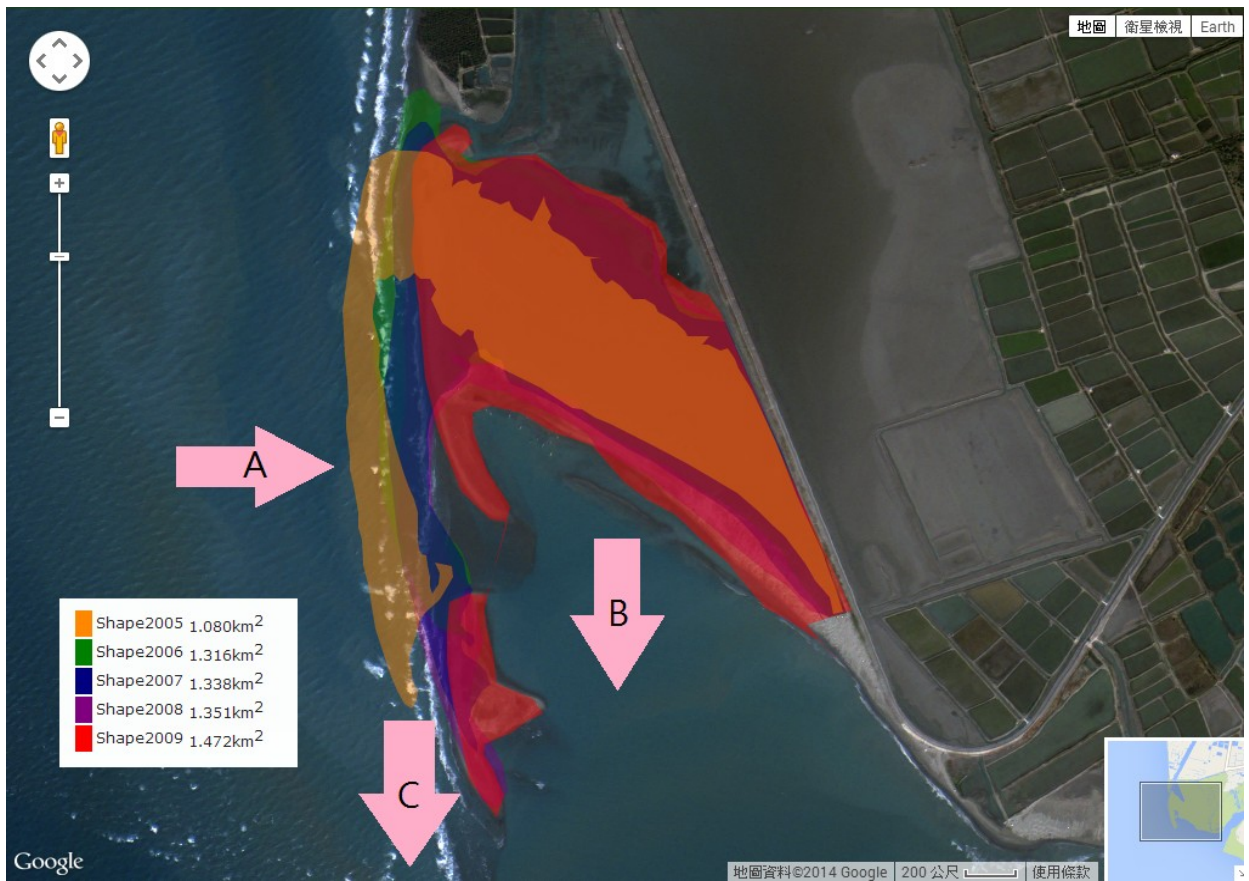 地圖 衛星檢視 Earth
A
B
Shape2005 1.080km²
Shape2006 1.316km²
Shape2007 1.338km²
Shape2008 1.351km²
Shape2009 1.472km²
C
Google
地圖資料©2014 Google 200 公尺 使用條款